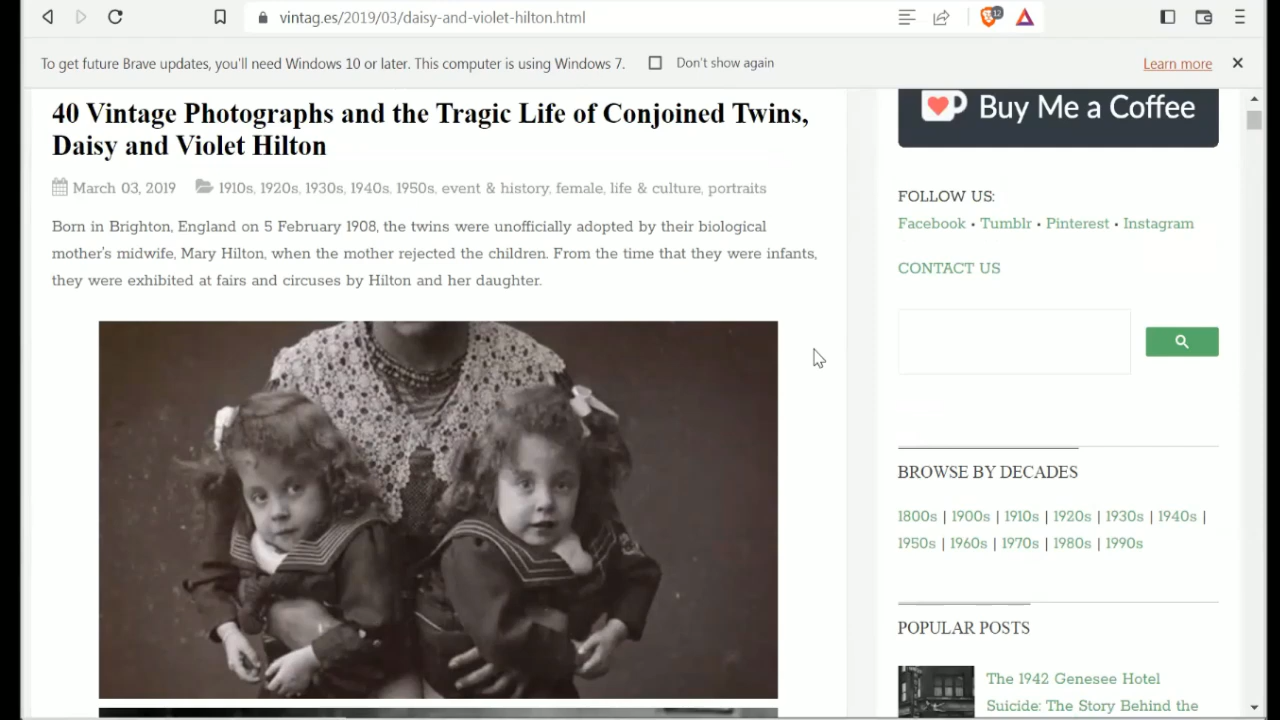 vintag.es/2019/03/daisy-and-violet-hilton.html
12
To get future Brave updates, you'll need Windows 10 or later. This computer is using Windows 7.
Don't show again
Learn more
40 Vintage Photographs and the Tragic Life of Conjoined Twins,
Daisy and Violet Hilton
March 03, 2019
1910s, 1920s, 1930s, 1940s, 1950s, event & history, female, life & culture, portraits
Born in Brighton, England on 5 February 1908, the twins were unofficially adopted by their biological
mother's midwife, Mary Hilton, when the mother rejected the children. From the time that they were infants,
they were exhibited at fairs and circuses by Hilton and her daughter.
Buy Me a Coffee
FOLLOW US:
Facebook • Tumblr • Pinterest • Instagram
CONTACT US
BROWSE BY DECADES
1800s | 1900s | 1910s | 1920s | 1930s | 1940s |
1950s | 1960s | 1970s | 1980s | 1990s
POPULAR POSTS
The 1942 Genesee Hotel
Suicide: The Story Behind the